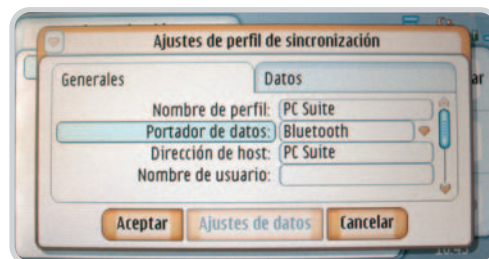 Ajustes de perfil de sincronización
Generales Datos
Nombre de perfil: PC Suite
Portador de datos: Bluetooth
Dirección de host: PC Suite
Nombre de usuario:
Aceptar Ajustes de datos Cancelar